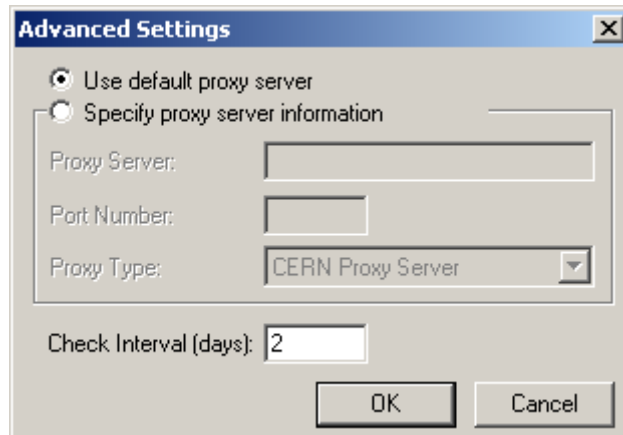 Advanced Settings
Use default proxy server
Specify proxy server information
Proxy Server:
Port Number:
Proxy Type: CERN Proxy Server
Check Interval (days): 2
OK Cancel